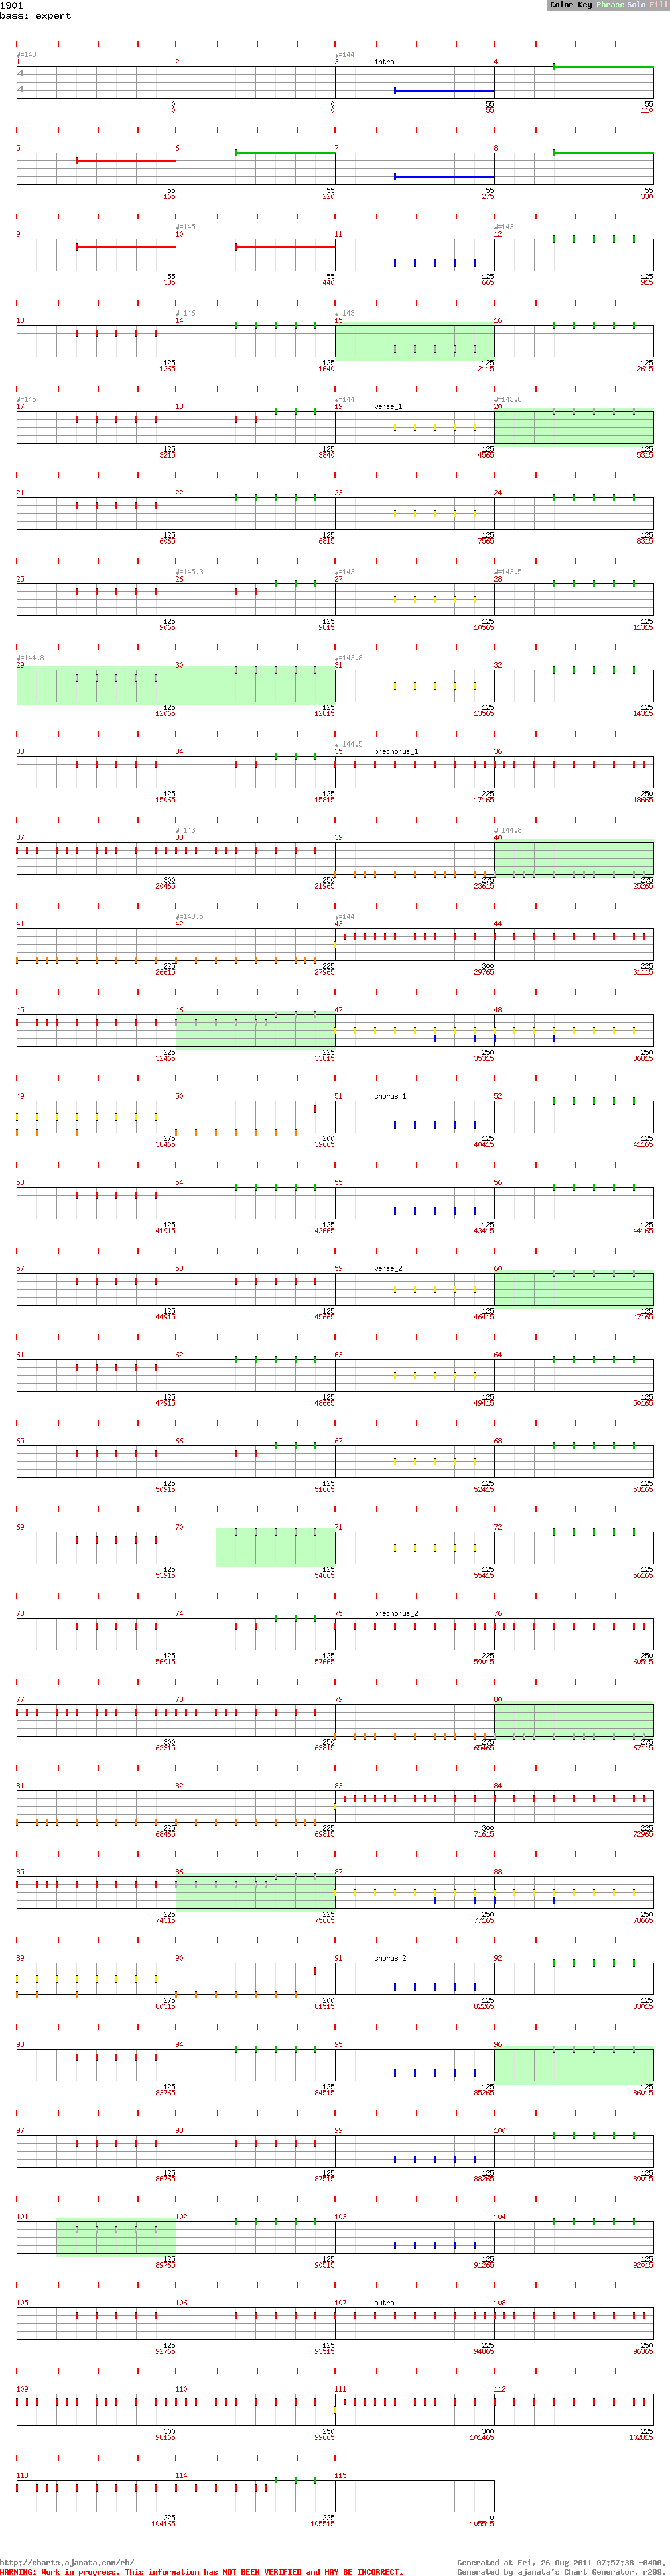 1901
bass: expert
Color Key Phrase Solo Fill
♩=143 ♩=144
1 2 3 intro 4
4
4
0 0 55 55
0 0 55 110
5 6 7 8
55 55 55 55
165 220 275 330
♩=145 ♩=143
9 10 11 12
55 55 125 125
385 440 665 915
♩=146 ♩=143
13 14 15 16
125 125 125 125
1265 1640 2115 2615
♩=145 ♩=144 ♩=143.8
17 18 19 verse_1 20
125 125 125 125
3215 3840 4565 5315
21 22 23 24
125 125 125 125
6065 6815 7565 8315
♩=145.3 ♩=143 ♩=143.5
25 26 27 28
125 125 125 125
9065 9815 10565 11315
♩=144.8 ♩=143.8
29 30 31 32
125 125 125 125
12065 12815 13565 14315
♩=144.5
33 34 35 prechorus_1 36
125 125 225 250
15065 15815 17165 18665
♩=143 ♩=144.8
37 38 39 40
300 250 275 275
20465 21965 23615 25265
♩=143.5 ♩=144
41 42 43 44
225 225 300 225
26615 27965 29765 31115
45 46 47 48
225 225 250 250
32465 33815 35315 36815
49 50 51 chorus_1 52
275 200 125 125
38465 39665 40415 41165
53 54 55 56
125 125 125 125
41915 42665 43415 44165
57 58 59 verse_2 60
125 125 125 125
44915 45665 46415 47165
61 62 63 64
125 125 125 125
47915 48665 49415 50165
65 66 67 68
125 125 125 125
50915 51665 52415 53165
69 70 71 72
125 125 125 125
53915 54665 55415 56165
73 74 75 prechorus_2 76
125 125 225 250
56915 57665 59015 60515
77 78 79 80
300 250 275 275
62315 63815 65465 67115
81 82 83 84
225 225 300 225
68465 69815 71615 72965
85 86 87 88
225 225 250 250
74315 75665 77165 78665
89 90 91 chorus_2 92
275 200 125 125
80315 81515 82265 83015
93 94 95 96
125 125 125 125
83765 84515 85265 86015
97 98 99 100
125 125 125 125
86765 87515 88265 89015
101 102 103 104
125 125 125 125
89765 90515 91265 92015
105 106 107 outro 108
125 125 225 250
92765 93515 94865 96365
109 110 111 112
300 250 300 225
98165 99665 101465 102815
113 114 115
225 225 0
104165 105515 105515
http://charts.ajanata.com/rb/ Generated at Fri, 26 Aug 2011 07:57:38 -0400.
WARNING: Work in progress. This information has NOT BEEN VERIFIED and MAY BE INCORRECT. Generated by ajanata's Chart Generator, r299.